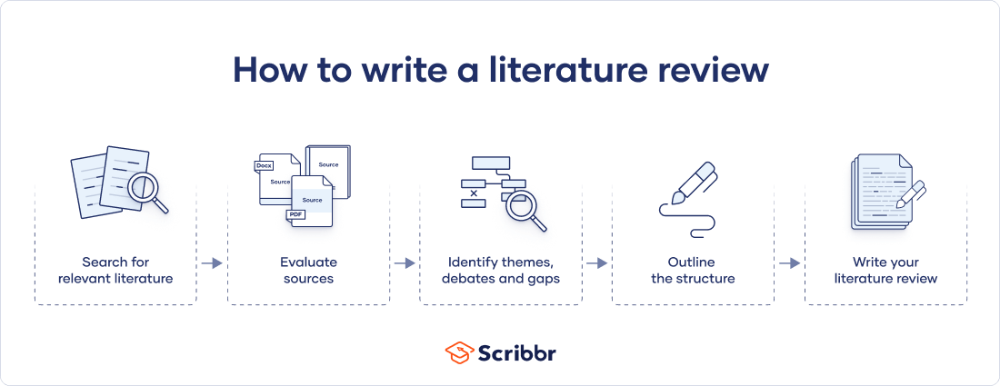 How to write a literature review
Docx
Source
Source
Source
PDF
Search for
relevant literature
Evaluate
sources
Identify themes,
debates and gaps
Outline
the structure
Write your
literature review
Scribbr